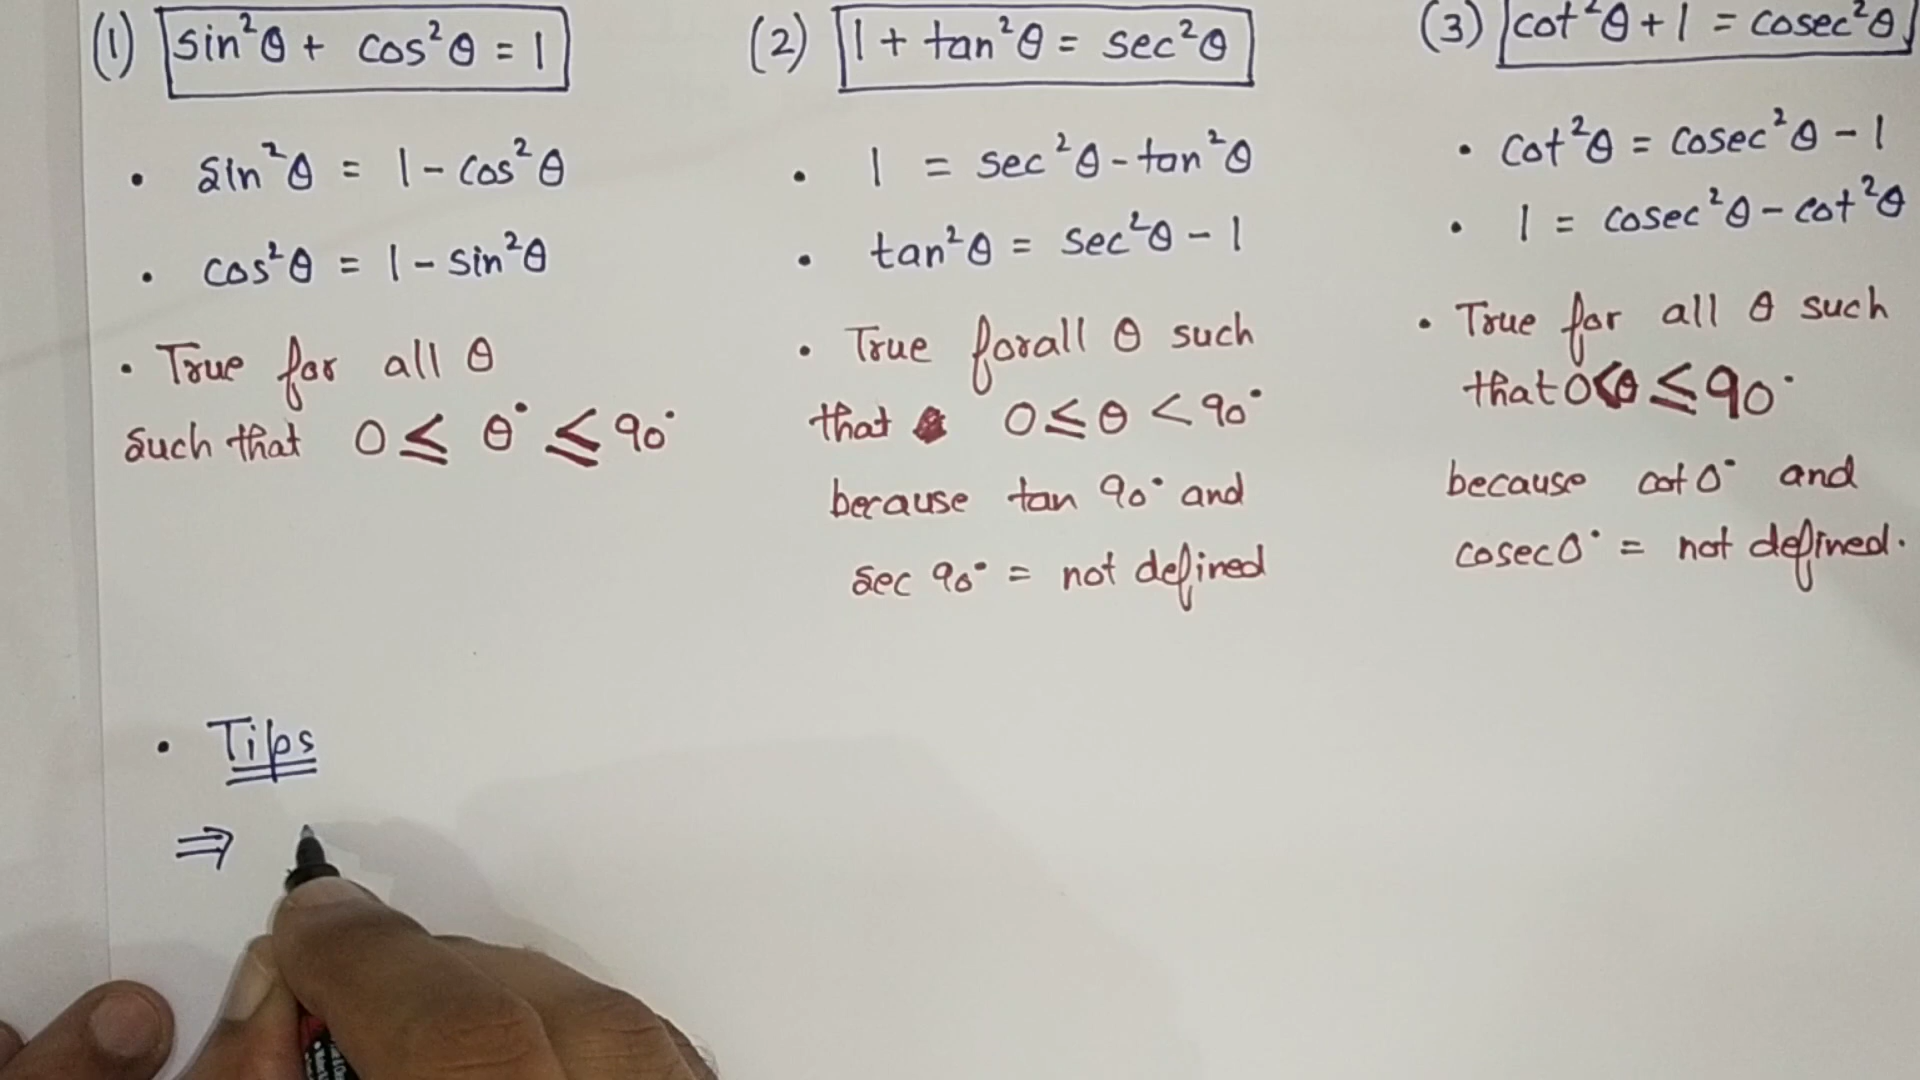 (1) sin²θ + cos²θ = 1
• sin²θ = 1 - cos²θ
• cos²θ = 1 - sin²θ
• True for all θ
such that 0 ≤ θ° ≤ 90°
(2) 1 + tan²θ = sec²θ
• 1 = sec²θ - tan²θ
• tan²θ = sec²θ - 1
• True for all θ such
that 0 ≤ θ < 90°
because tan 90° and
sec 90° = not defined
(3) cot²θ + 1 = cosec²θ
• cot²θ = cosec²θ - 1
• 1 = cosec²θ - cot²θ
• True for all θ such
that 0 < θ ≤ 90°
because cot 0° and
cosec 0° = not defined.
• Tips
⇒